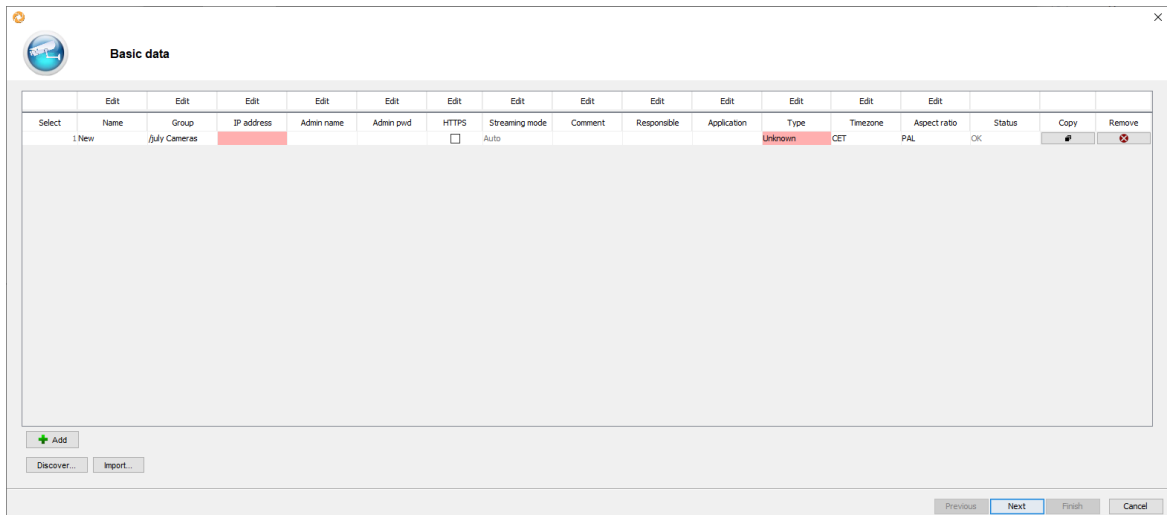 Basic data
Edit Edit Edit Edit Edit Edit Edit Edit Edit Edit Edit Edit Edit
Select Name Group IP address Admin name Admin pwd HTTPS Streaming mode Comment Responsible Application Type Timezone Aspect ratio Status Copy Remove
1 New /july Cameras Auto Unknown CET PAL OK
Add
Discover... Import...
Previous Next Finish Cancel